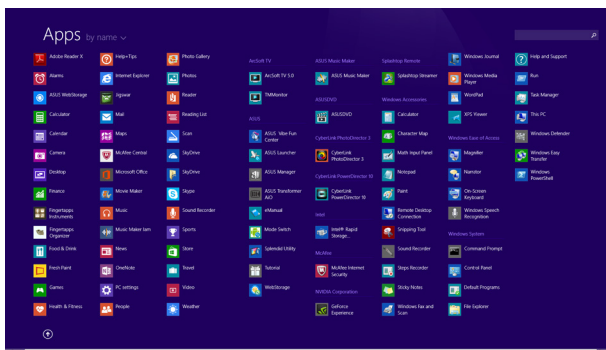 Apps by name
Adobe Reader X
Alarms
ASUS WebStorage
Calculator
Calendar
Camera
Desktop
Finance
Fingertapps Instruments
Fingertapps Organizer
Food & Drink
Fresh Paint
Games
Health & Fitness
Help+Tips
Internet Explorer
Jigswar
Mail
Maps
McAfee Central
Microsoft Office
Movie Maker
Music
Music Maker Jam
News
OneNote
PC settings
People
Photo Gallery
Photos
Reader
Reading List
Scan
SkyDrive
SkyDrive
Skype
Sound Recorder
Sports
Store
Travel
Video
Weather
ArcSoft TV
ArcSoft TV 5.0
TMMonitor
ASUS
ASUS Vibe Fun Center
ASUS Launcher
ASUS Manager
ASUS Transformer AiO
eManual
Mode Switch
Splendid Utility
Tutorial
WebStorage
ASUS Music Maker
ASUS Music Maker
ASUSDVD
ASUSDVD
CyberLink PhotoDirector 3
CyberLink PhotoDirector 3
CyberLink PowerDirector 10
CyberLink PowerDirector 10
Intel
Intel® Rapid Storage...
McAfee
McAfee Internet Security
NVIDIA Corporation
GeForce Experience
Splashtop Remote
Splashtop Streamer
Windows Accessories
Calculator
Character Map
Math Input Panel
Notepad
Paint
Remote Desktop Connection
Snipping Tool
Sound Recorder
Steps Recorder
Sticky Notes
Windows Fax and Scan
Windows Journal
Windows Media Player
WordPad
XPS Viewer
Windows Ease of Access
Magnifier
Narrator
On-Screen Keyboard
Windows Speech Recognition
Windows System
Command Prompt
Control Panel
Default Programs
File Explorer
Help and Support
Run
Task Manager
This PC
Windows Defender
Windows Easy Transfer
Windows PowerShell